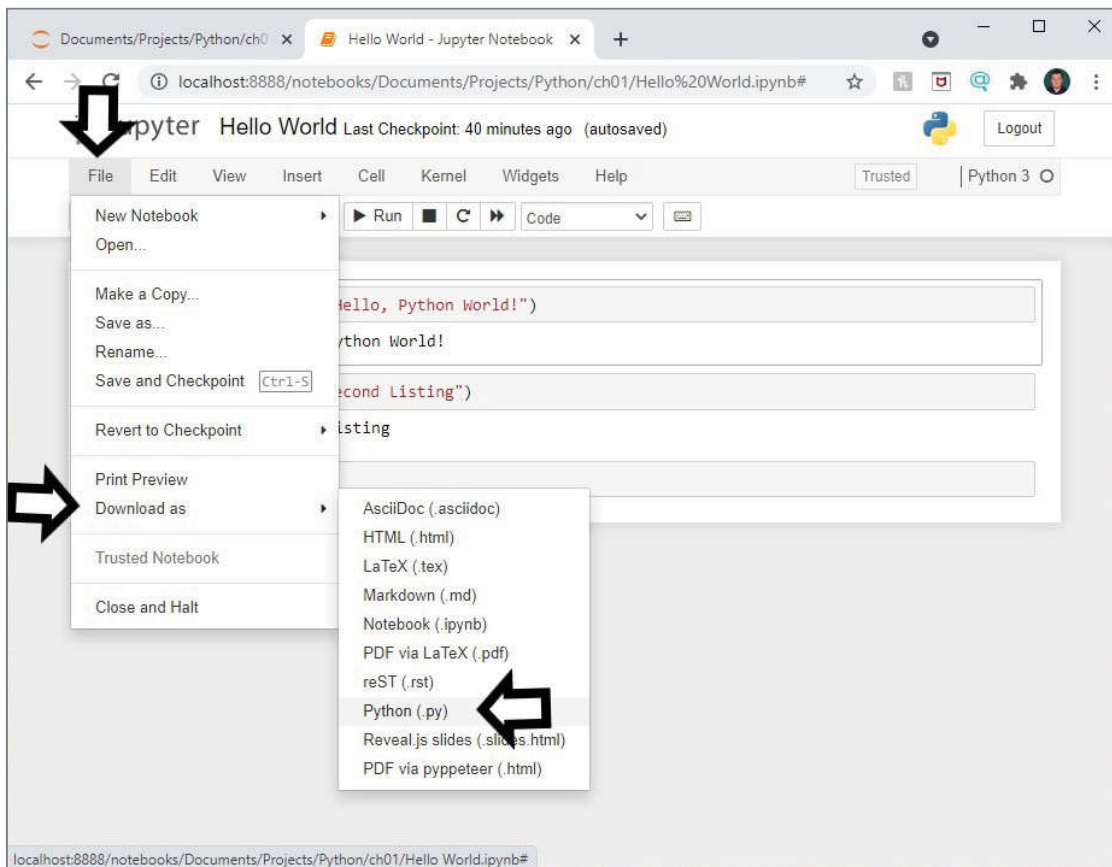 Documents/Projects/Python/ch0
Hello World - Jupyter Notebook
localhost:8888/notebooks/Documents/Projects/Python/ch01/Hello%20World.ipynb#
pyter Hello World Last Checkpoint: 40 minutes ago (autosaved)
Logout
File Edit View Insert Cell Kernel Widgets Help
Trusted
Python 3
New Notebook
Run
Code
Open...
Make a Copy...
Save as...
Rename...
Save and Checkpoint Ctrl-S
Revert to Checkpoint
Print Preview
Download as
Trusted Notebook
Close and Halt
ello, Python World!")
ython World!
econd Listing")
isting
AsciiDoc (.asciidoc)
HTML (.html)
LaTeX (.tex)
Markdown (.md)
Notebook (.ipynb)
PDF via LaTeX (.pdf)
reST (.rst)
Python (.py)
Reveal.js slides (.slides.html)
PDF via pyppeteer (.html)
localhost:8888/notebooks/Documents/Projects/Python/ch01/Hello World.ipynb#